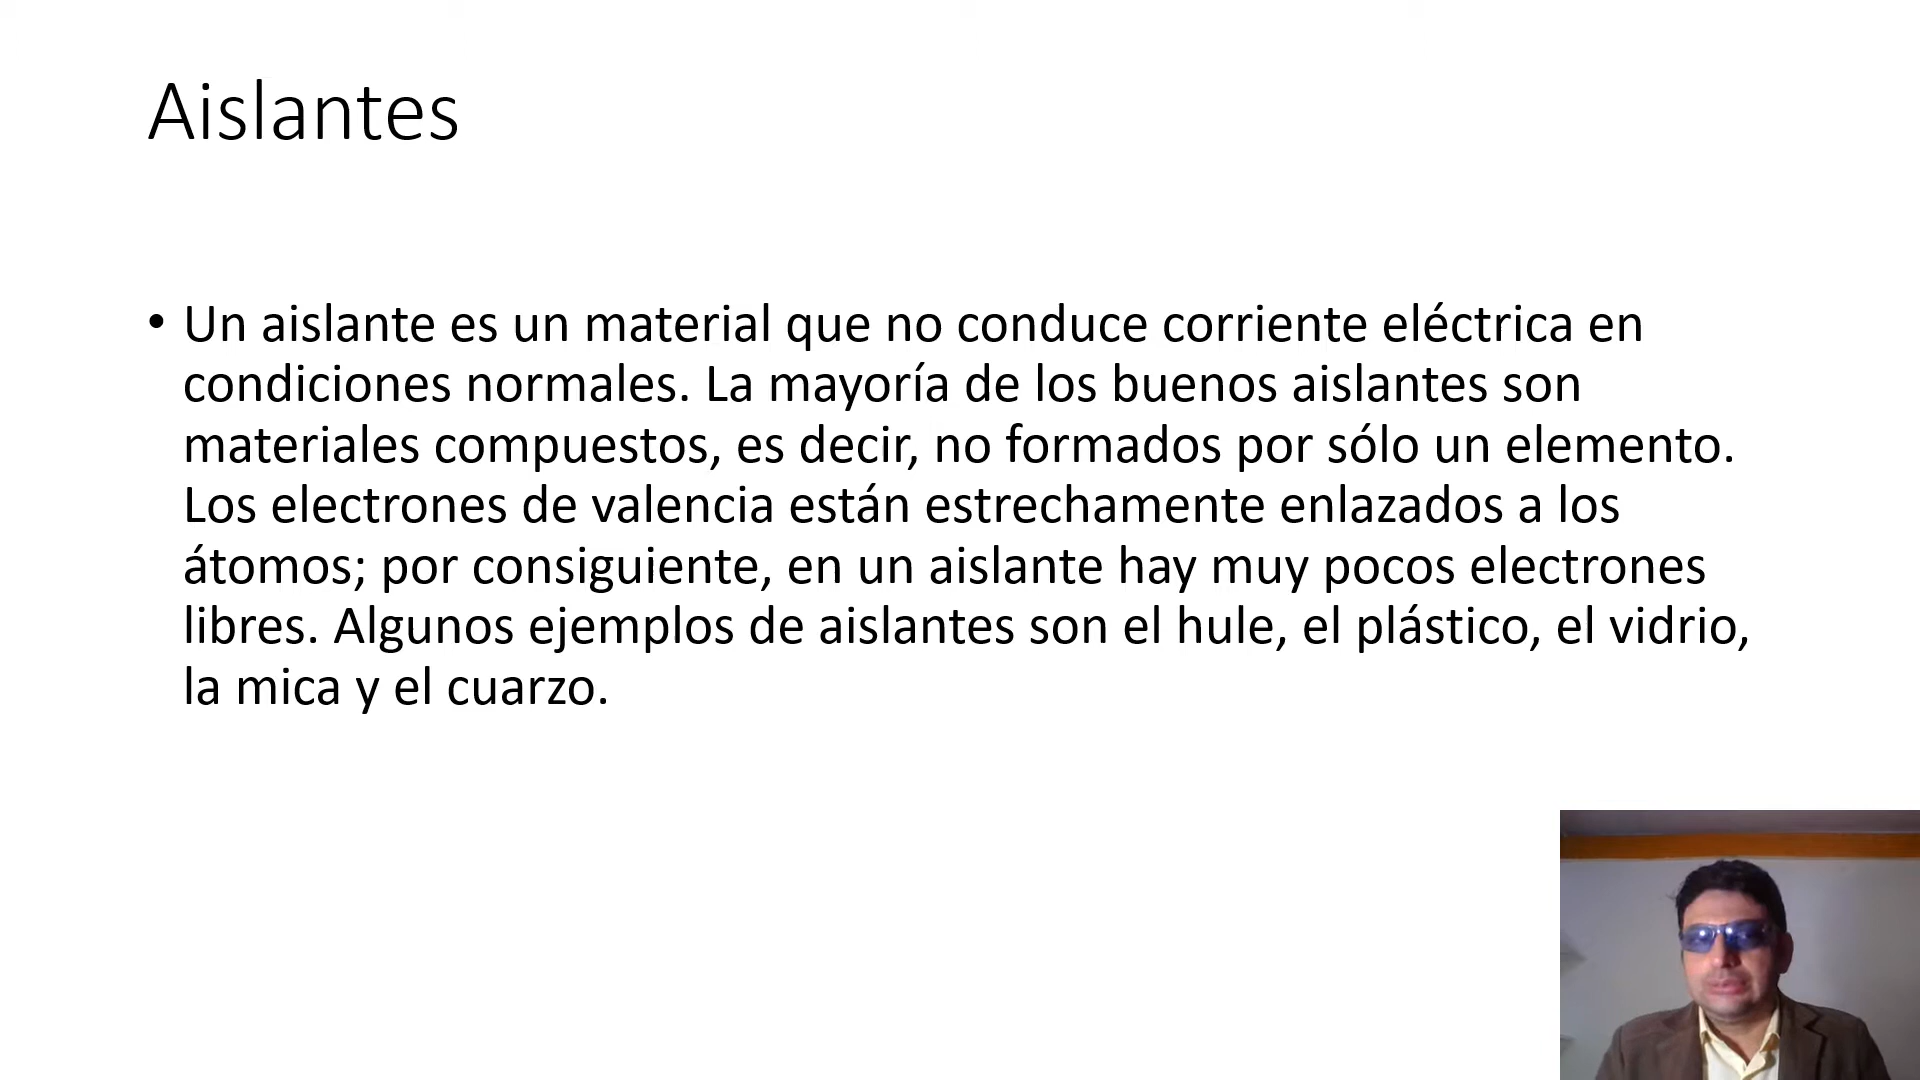 Aislantes
• Un aislante es un material que no conduce corriente eléctrica en
condiciones normales. La mayoría de los buenos aislantes son
materiales compuestos, es decir, no formados por sólo un elemento.
Los electrones de valencia están estrechamente enlazados a los
átomos; por consiguiente, en un aislante hay muy pocos electrones
libres. Algunos ejemplos de aislantes son el hule, el plástico, el vidrio,
la mica y el cuarzo.